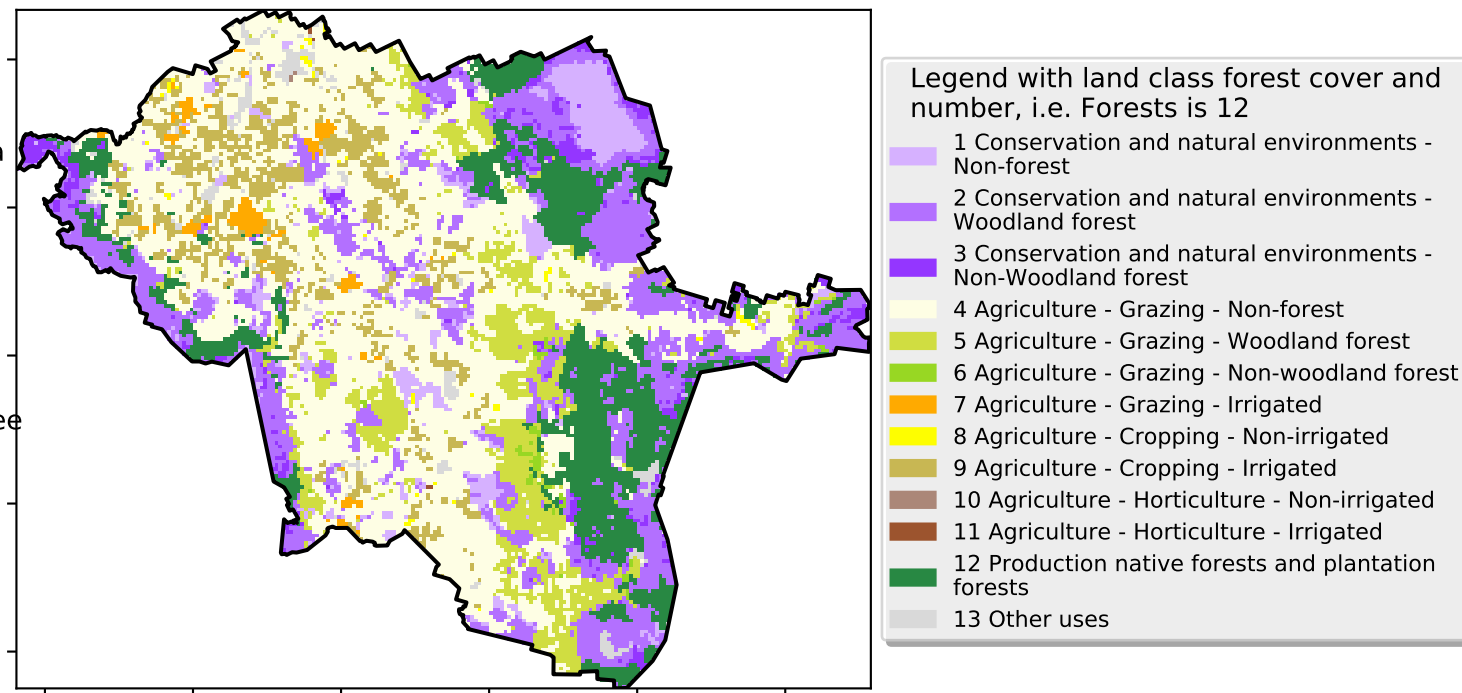 Legend with land class forest cover and
number, i.e. Forests is 12
1 Conservation and natural environments -
Non-forest
2 Conservation and natural environments -
Woodland forest
3 Conservation and natural environments -
Non-Woodland forest
4 Agriculture - Grazing - Non-forest
5 Agriculture - Grazing - Woodland forest
6 Agriculture - Grazing - Non-woodland forest
7 Agriculture - Grazing - Irrigated
8 Agriculture - Cropping - Non-irrigated
9 Agriculture - Cropping - Irrigated
10 Agriculture - Horticulture - Non-irrigated
11 Agriculture - Horticulture - Irrigated
12 Production native forests and plantation
forests
13 Other uses